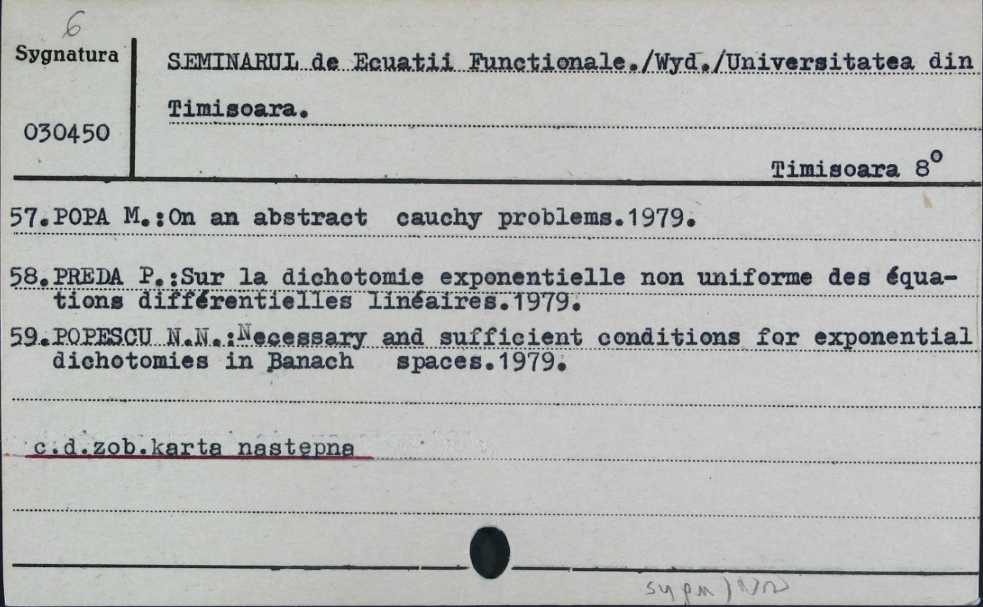 6
Sygnatura
SEMINARUL de Ecuatii Functionale./Wyd./Universitatea din
Timisoara.
030450
Timisoara 8°
57.POPA M.:On an abstract cauchy problems.1979.
58.PREDA P.:Sur la dichotomie exponentielle non uniforme des équa-
tions différentielles linéaires.1979.
59.POPESCU N.N.:Necessary and sufficient conditions for exponential
dichotomies in Banach spaces.1979.
c.d.zob.karta następna